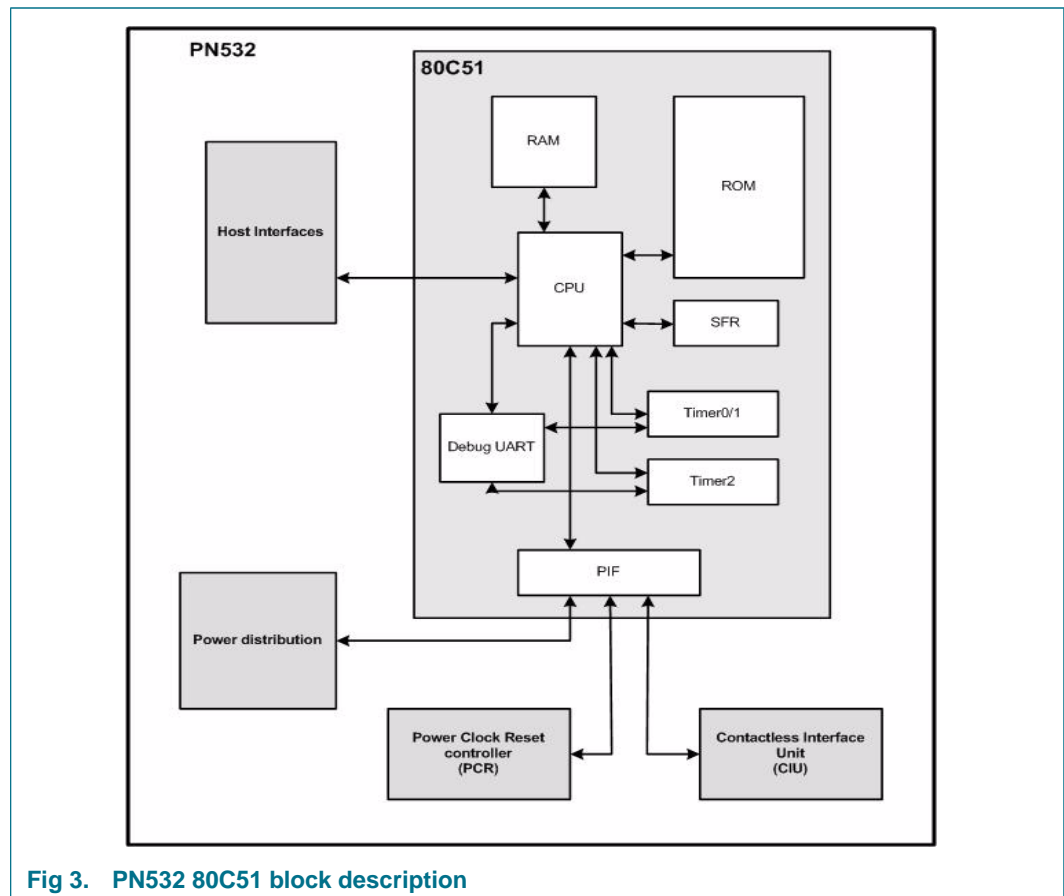 PN532
80C51
RAM
ROM
Host Interfaces
CPU
SFR
Timer0/1
Debug UART
Timer2
PIF
Power distribution
Power Clock Reset
controller
(PCR)
Contactless Interface
Unit
(CIU)
Fig 3. PN532 80C51 block description